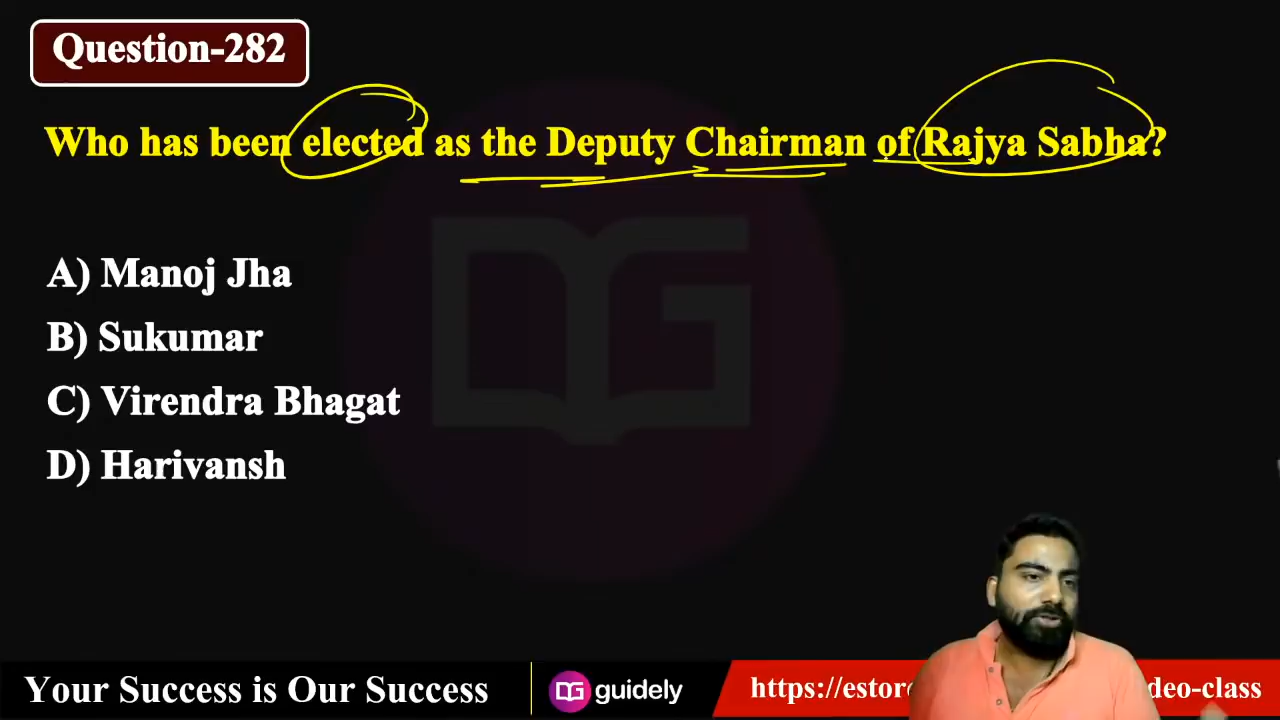 Question-282
Who has been elected as the Deputy Chairman of Rajya Sabha?
A) Manoj Jha
B) Sukumar
C) Virendra Bhagat
D) Harivansh
Your Success is Our Success
DG guidely
https://estore
deo-class